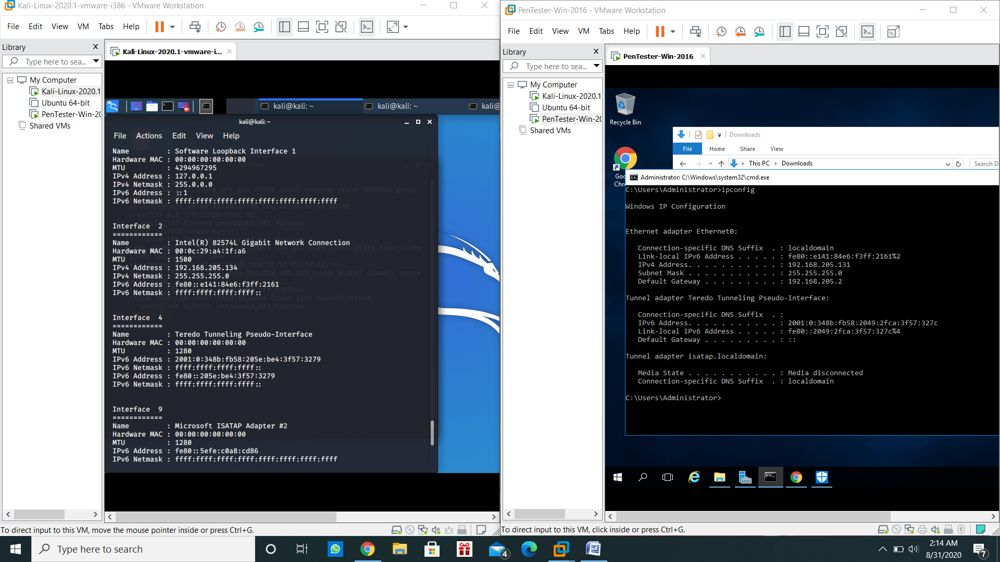 Kali-Linux-2020.1-vmware-i386 - VMware Workstation
File Edit View VM Tabs Help
Library
Type here to sea...
My Computer
Kali-Linux-2020.1
Ubuntu 64-bit
PenTester-Win-20
Shared VMs
Kali-Linux-2020.1-vmware-i...
kali@kali: ~
kali@kali: ~
kali@
kali@kali: ~
File Actions Edit View Help
Name : Software Loopback Interface 1
Hardware MAC : 00:00:00:00:00:00
MTU : 4294967295
IPv4 Address : 127.0.0.1
IPv4 Netmask : 255.0.0.0
IPv6 Address : ::1
IPv6 Netmask : ffff:ffff:ffff:ffff:ffff:ffff:ffff:ffff
Interface 2
============
Name : Intel(R) 82574L Gigabit Network Connection
Hardware MAC : 00:0c:29:a4:1f:a6
MTU : 1500
IPv4 Address : 192.168.205.134
IPv4 Netmask : 255.255.255.0
IPv6 Address : fe80::e141:84e6:f3ff:2161
IPv6 Netmask : ffff:ffff:ffff:ffff::
Interface 4
============
Name : Teredo Tunneling Pseudo-Interface
Hardware MAC : 00:00:00:00:00:00
MTU : 1280
IPv6 Address : 2001:0:348b:fb58:205e:be4:3f57:3279
IPv6 Netmask : ffff:ffff:ffff:ffff::
IPv6 Address : fe80::205e:be4:3f57:3279
IPv6 Netmask : ffff:ffff:ffff:ffff::
Interface 9
============
Name : Microsoft ISATAP Adapter #2
Hardware MAC : 00:00:00:00:00:00
MTU : 1280
IPv6 Address : fe80::5efe:c0a8:cd86
IPv6 Netmask : ffff:ffff:ffff:ffff:ffff:ffff:ffff:ffff
To direct input to this VM, move the mouse pointer inside or press Ctrl+G.
PenTester-Win-2016 - VMware Workstation
File Edit View VM Tabs Help
Library
Type here to sea...
My Computer
Kali-Linux-2020.1
Ubuntu 64-bit
PenTester-Win-20
Shared VMs
PenTester-Win-2016
Recycle Bin
Goo
Chr
Downloads
File Home Share View
This PC > Downloads
Search D
Administrator: C:\Windows\system32\cmd.exe
C:\Users\Administrator>ipconfig
Windows IP Configuration
Ethernet adapter Ethernet0:
Connection-specific DNS Suffix . : localdomain
Link-local IPv6 Address . . . . . : fe80::e141:84e6:f3ff:2161%2
IPv4 Address. . . . . . . . . . . : 192.168.205.131
Subnet Mask . . . . . . . . . . . : 255.255.255.0
Default Gateway . . . . . . . . . : 192.168.205.2
Tunnel adapter Teredo Tunneling Pseudo-Interface:
Connection-specific DNS Suffix . :
IPv6 Address. . . . . . . . . . . : 2001:0:348b:fb58:2049:2fca:3f57:327c
Link-local IPv6 Address . . . . . : fe80::2049:2fca:3f57:327c%4
Default Gateway . . . . . . . . . : ::
Tunnel adapter isatap.localdomain:
Media State . . . . . . . . . . . : Media disconnected
Connection-specific DNS Suffix . : localdomain
C:\Users\Administrator>
To direct input to this VM, click inside or press Ctrl+G.
Type here to search
4
2:14 AM
8/31/2020
7